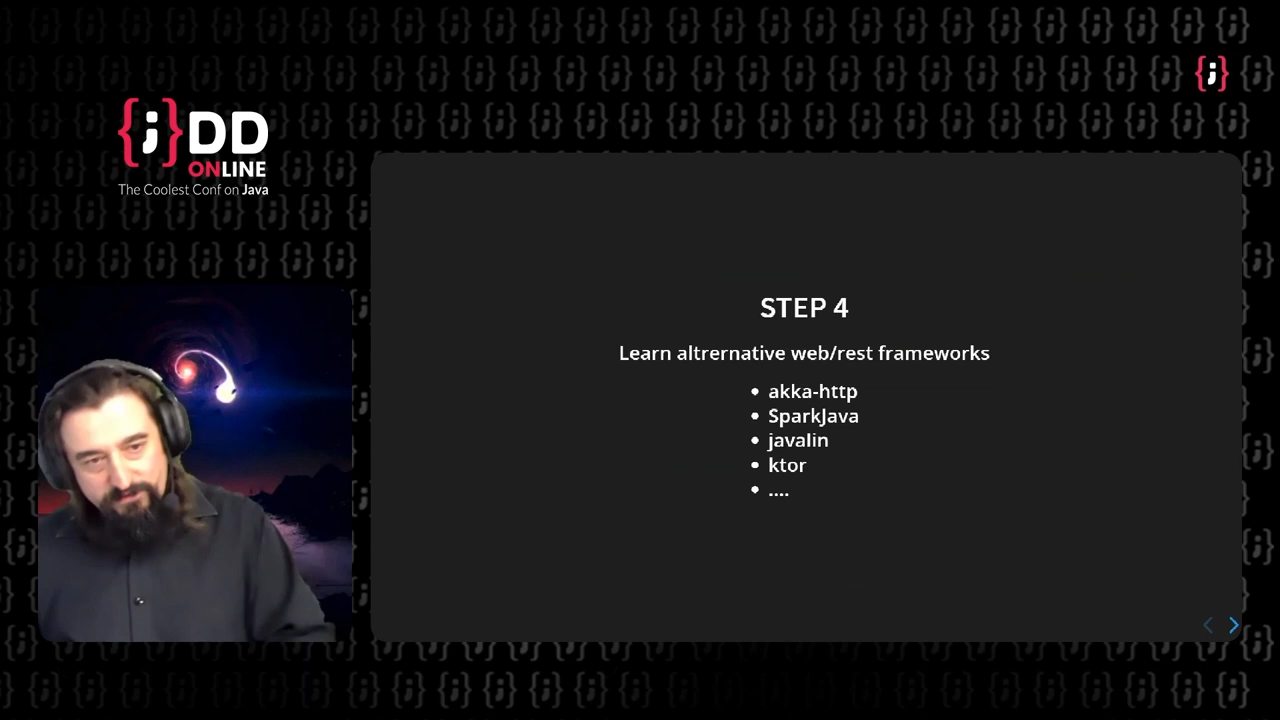 {;}DD
ONLINE
The Coolest Conf on Java
{;}
STEP 4
Learn altrernative web/rest frameworks
• akka-http
• SparkJava
• javalin
• ktor
• ....